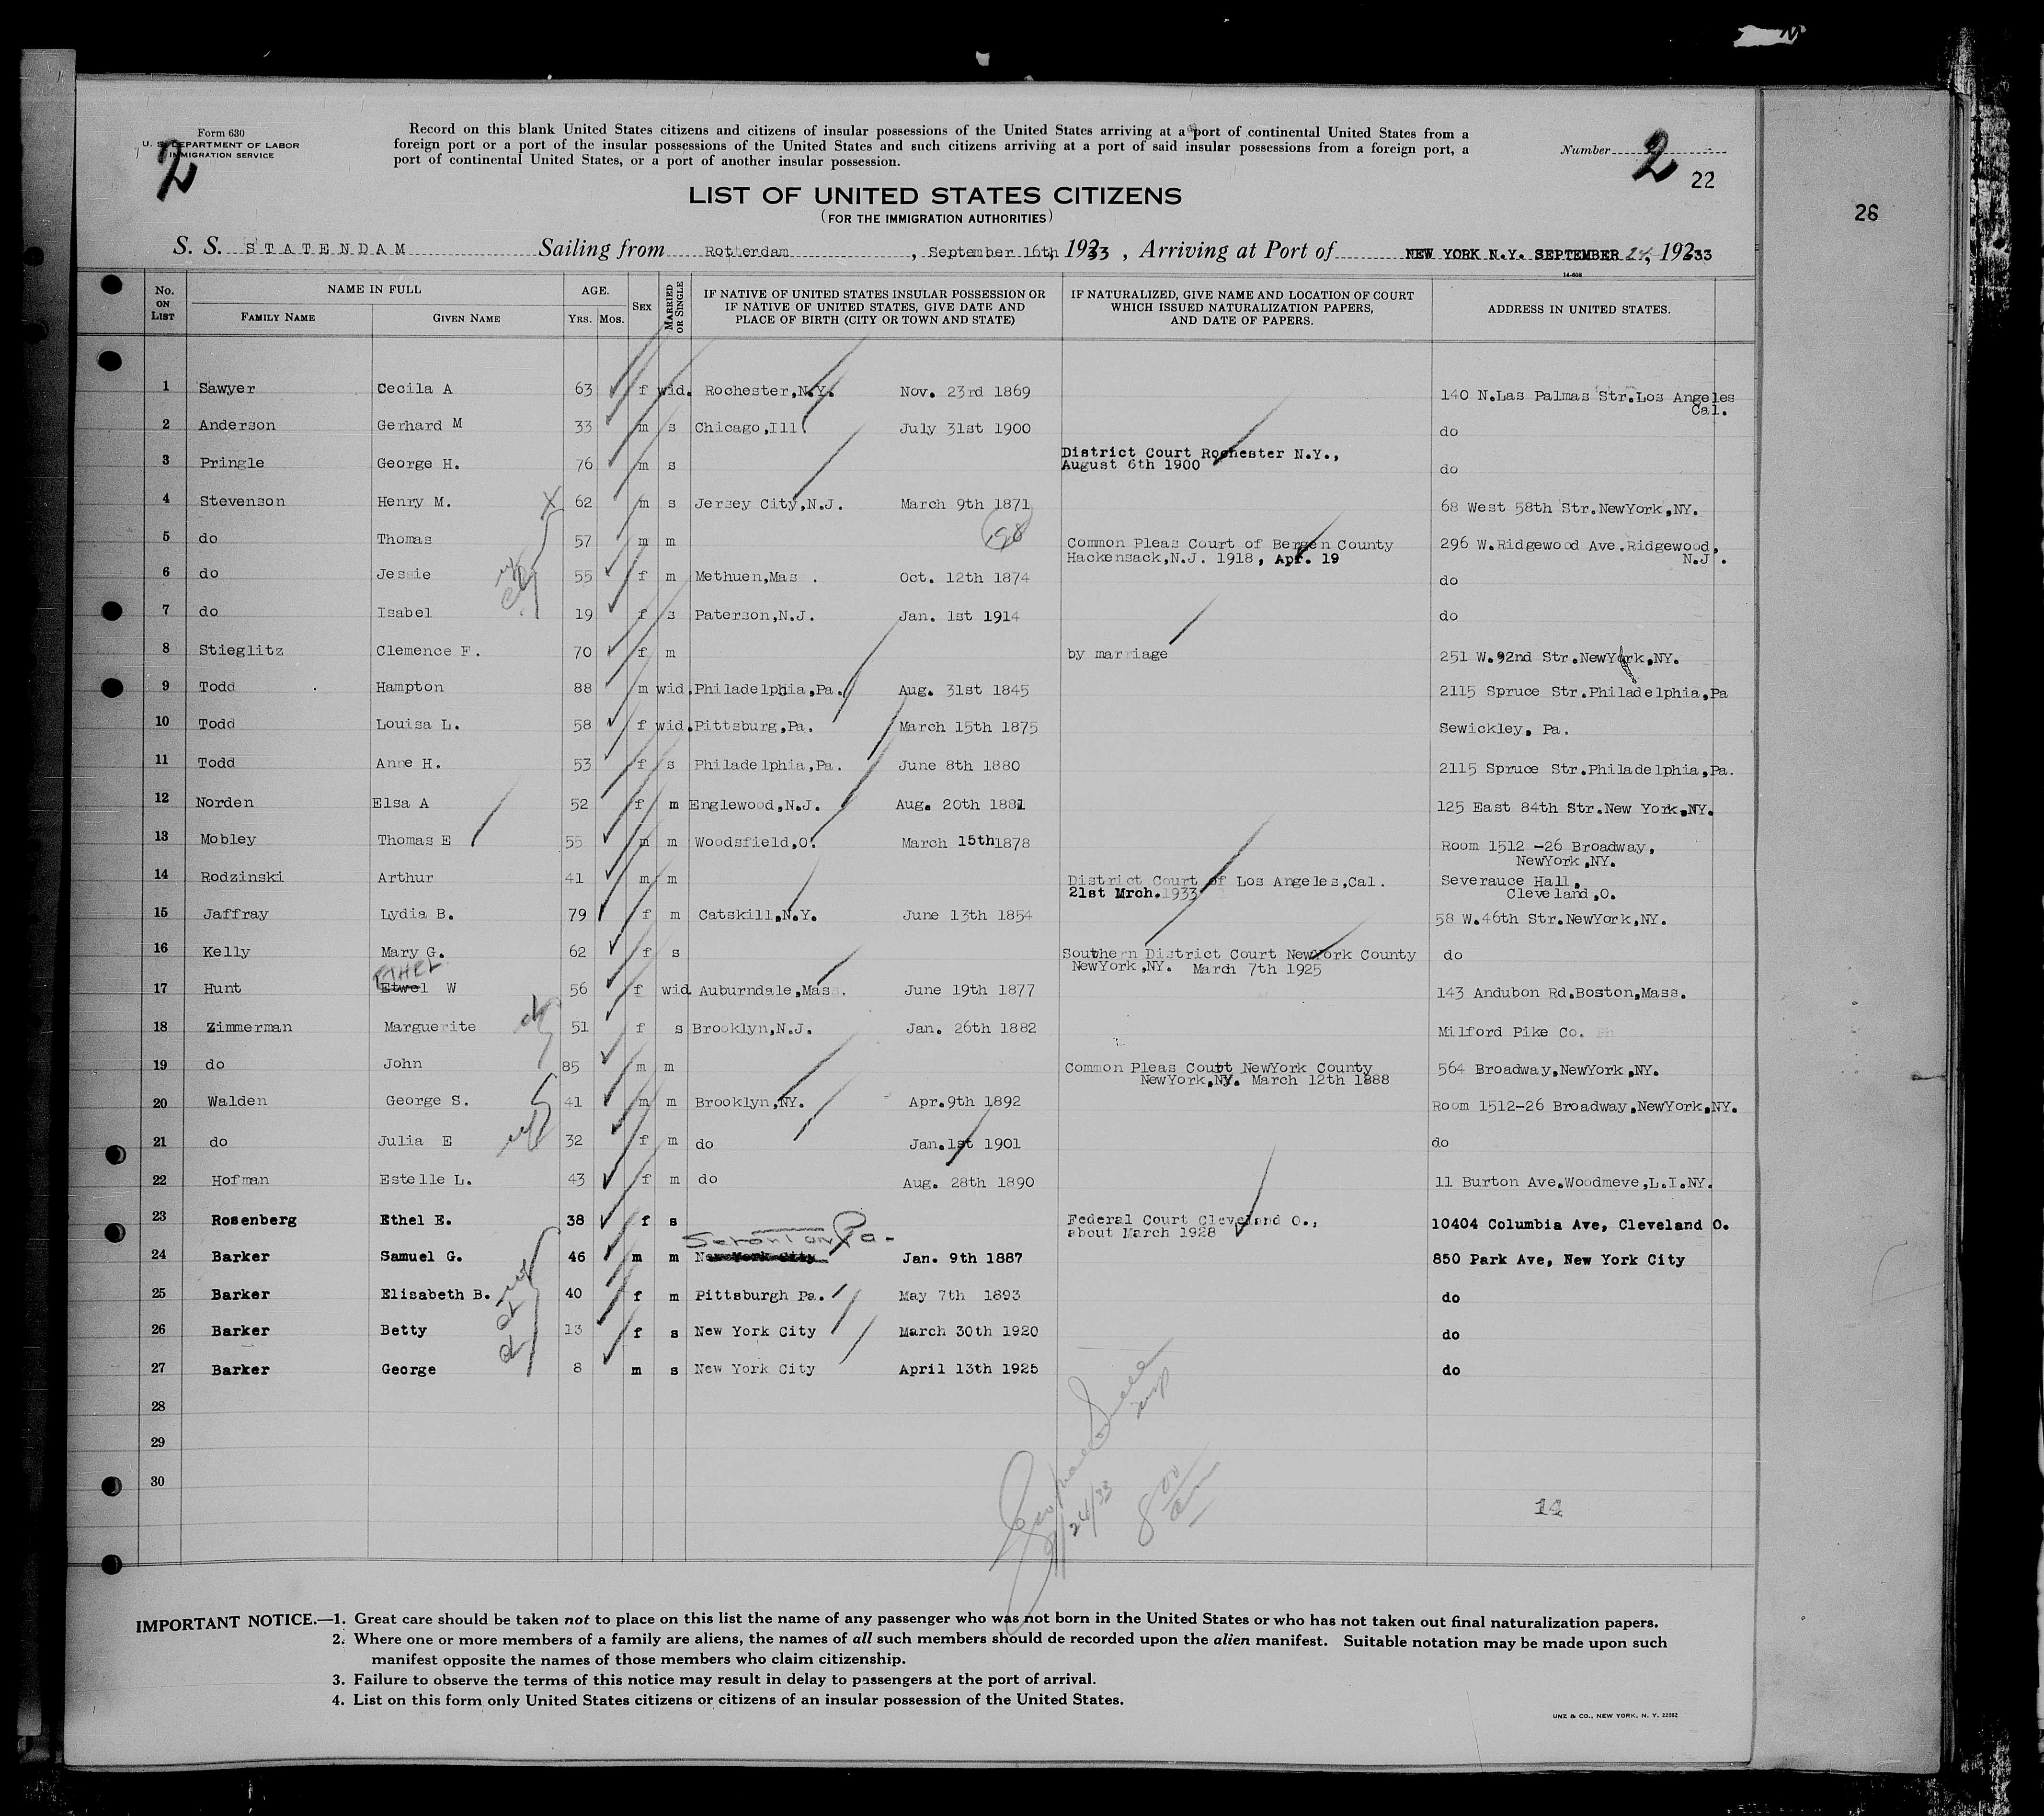 Form 630
U. S. DEPARTMENT OF LABOR
IMMIGRATION SERVICE
2
Record on this blank United States citizens and citizens of insular possessions of the United States arriving at a port of continental United States from a
foreign port or a port of the insular possessions of the United States and such citizens arriving at a port of said insular possessions from a foreign port, a
port of continental United States, or a port of another insular possession.
Number 2
22
26
LIST OF UNITED STATES CITIZENS
(FOR THE IMMIGRATION AUTHORITIES)
S. S. STATENDAM Sailing from Rotterdam, September 16th, 1933, Arriving at Port of NEW YORK N.Y. SEPTEMBER 24, 1933
14-608
No. ON LIST NAME IN FULL AGE. SEX MARRIED OR SINGLE IF NATIVE OF UNITED STATES INSULAR POSSESSION OR IF NATIVE OF UNITED STATES, GIVE DATE AND PLACE OF BIRTH (CITY OR TOWN AND STATE) IF NATURALIZED, GIVE NAME AND LOCATION OF COURT WHICH ISSUED NATURALIZATION PAPERS, AND DATE OF PAPERS. ADDRESS IN UNITED STATES.
FAMILY NAME GIVEN NAME YRS. MOS.
1 Sawyer Cecila A 63 f wid. Rochester,N.Y. Nov. 23rd 1869 140 N.Las Palmas Str.Los Angeles
Cal.
2 Anderson Gerhard M 33 m s Chicago,Ill. July 31st 1900 do
3 Pringle George H. 76 m s District Court Rochester N.Y., do
August 6th 1900
4 Stevenson Henry M. X 62 m s Jersey City,N.J. March 9th 1871 68 West 58th Str.NewYork,NY.
5 do Thomas 57 m m Common Pleas Court of Bergen County 296 W.Ridgewood Ave.Ridgewood,
Hackensack,N.J. 1918, Apr. 19 N.J.
6 do Jessie 55 f m Methuen,Mas . Oct. 12th 1874 do
7 do Isabel 19 f s Paterson,N.J. Jan. 1st 1914 do
8 Stieglitz Clemence F. 70 f m by marriage 251 W.92nd Str.NewYork,NY.
9 Todd Hampton 88 m wid. Philadelphia,Pa. Aug. 31st 1845 2115 Spruce Str.Philadelphia,Pa
10 Todd Louisa L. 58 f wid. Pittsburg,Pa. March 15th 1875 Sewickley, Pa.
11 Todd Anne H. 53 f s Philadelphia,Pa. June 8th 1880 2115 Spruce Str.Philadelphia,Pa.
12 Norden Elsa A 52 f m Englewood,N.J. Aug. 20th 1881 125 East 84th Str.New York,NY.
13 Mobley Thomas E 55 m m Woodsfield,O. March 15th 1878 Room 1512 -26 Broadway,
NewYork,NY.
14 Rodzinski Arthur 41 m m District Court of Los Angeles,Cal. Severauce Hall,
21st Mrch.1933 Cleveland,O.
15 Jaffray Lydia B. 79 f m Catskill,N.Y. June 13th 1854 58 W.46th Str.NewYork,NY.
16 Kelly Mary G. 62 f s Southern District Court NewYork County do
NewYork,NY. March 7th 1925
ETHEL
17 Hunt Etwel W 56 f wid Auburndale,Mass. June 19th 1877 143 Andubon Rd.Boston,Mass.
18 Zimmerman Marguerite 51 f s Brooklyn,N.J. Jan. 26th 1882 Milford Pike Co.
19 do John 85 m m Common Pleas Coutt NewYork County 564 Broadway,NewYork,NY.
NewYork,NY. March 12th 1888
20 Walden George S. 41 m m Brooklyn,NY. Apr.9th 1892 Room 1512-26 Broadway,NewYork,NY.
21 do Julia E 32 f m do Jan.1st 1901 do
22 Hofman Estelle L. 43 f m do Aug. 28th 1890 11 Burton Ave.Woodmeve,L.I.NY.
23 Rosenberg Ethel E. 38 f s Federal Court Cleveland O., 10404 Columbia Ave, Cleveland O.
about March 1928
Scranton Pa.
24 Barker Samuel G. 46 m m New York City Jan. 9th 1887 850 Park Ave, New York City
25 Barker Elisabeth B. 40 f m Pittsburgh Pa. May 7th 1893 do
26 Barker Betty 13 f s New York City March 30th 1920 do
27 Barker George 8 m s New York City April 13th 1925 do
28
29
30
9/24/33
8 00 am
14
IMPORTANT NOTICE.—1. Great care should be taken not to place on this list the name of any passenger who was not born in the United States or who has not taken out final naturalization papers.
2. Where one or more members of a family are aliens, the names of all such members should de recorded upon the alien manifest. Suitable notation may be made upon such
manifest opposite the names of those members who claim citizenship.
3. Failure to observe the terms of this notice may result in delay to passengers at the port of arrival.
4. List on this form only United States citizens or citizens of an insular possession of the United States.
UNZ & CO., NEW YORK, N. Y. 22082